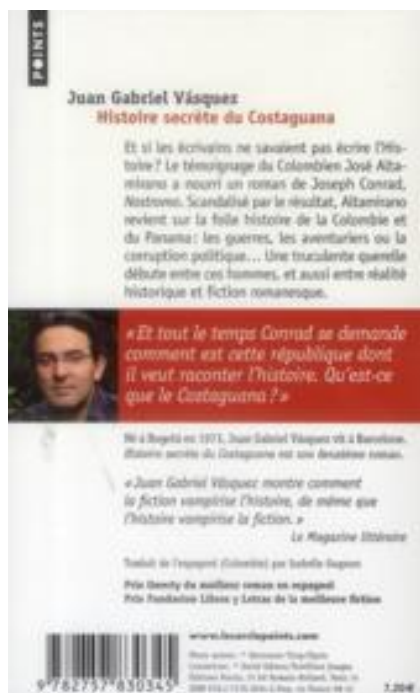 POINTS
Juan Gabriel Vásquez
Histoire secrète du Costaguana
Et si les écrivains ne savaient pas écrire l'His-
toire ? Le témoignage du Colombien José Alta-
mirano a nourri un roman de Joseph Conrad,
Nostromo. Scandalisé par le résultat, Altamirano
revient sur la folle histoire de la Colombie et
du Panama : les guerres, les aventuriers ou la
corruption politique… Une truculente querelle
débute entre ces hommes, et aussi entre réalité
historique et fiction romanesque.
« Et tout le temps Conrad se demande
comment est cette république dont
il veut raconter l'histoire. Qu'est-ce
que le Costaguana ? »
Né à Bogotá en 1973, Juan Gabriel Vásquez vit à Barcelone.
Histoire secrète du Costaguana est son deuxième roman.
« Juan Gabriel Vásquez montre comment
la fiction vampirise l'histoire, de même que
l'histoire vampirise la fiction. »
Le Magazine littéraire
Traduit de l'espagnol (Colombie) par Isabelle Gugnon
Prix Qwerty du meilleur roman en espagnol
Prix Fundación Libros y Letras de la meilleure fiction
www.lecerclepoints.com
9 782757 830345